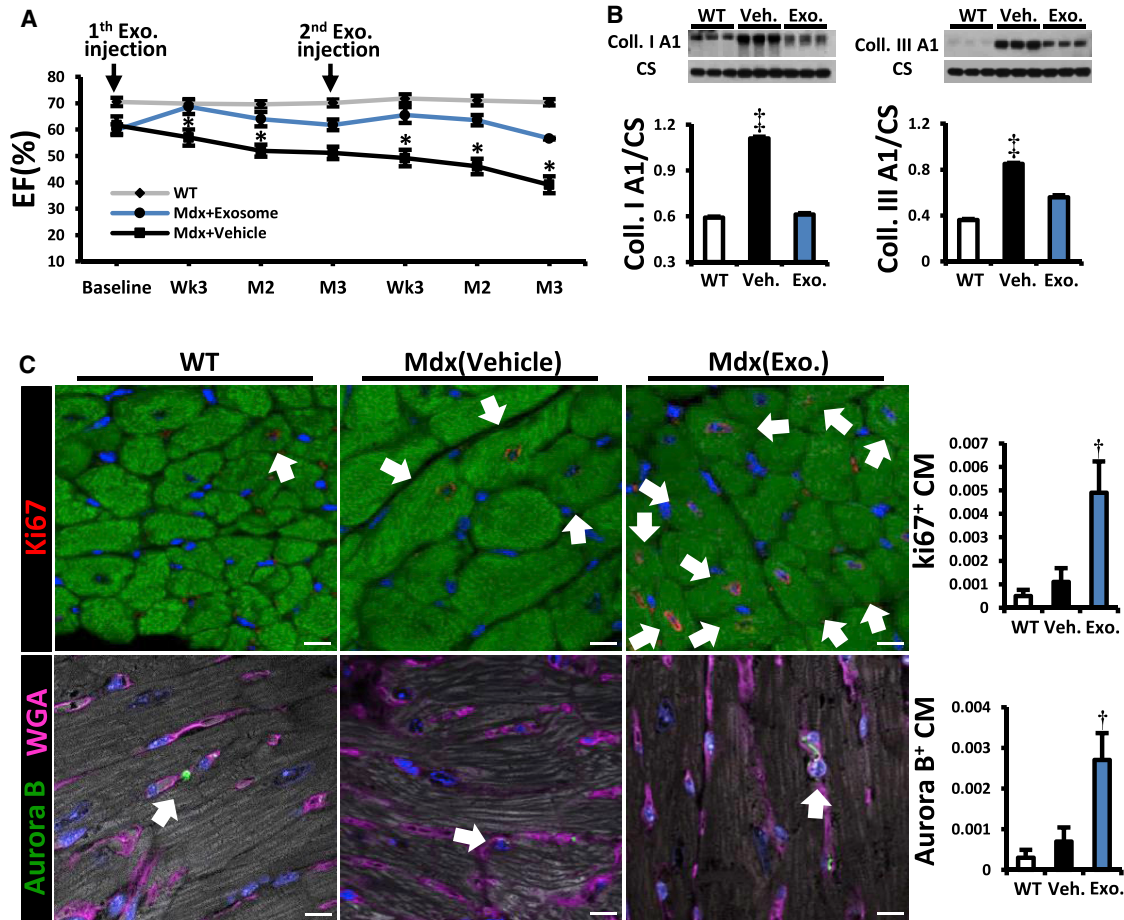 A
1th Exo. injection
2nd Exo. injection
EF(%)
80
70
60
50
40
30
20
10
*
*
*
*
*
WT
Mdx+Exosome
Mdx+Vehicle
Baseline Wk3 M2 M3 Wk3 M2 M3
B
WT Veh. Exo.
Coll. I A1
CS
Coll. I A1/CS
1.2
0.9
0.6
0.3
‡
WT Veh. Exo.
WT Veh. Exo.
Coll. III A1
CS
Coll. III A1/CS
1.2
0.8
0.4
0
‡
WT Veh. Exo.
C
WT Mdx(Vehicle) Mdx(Exo.)
Ki67
ki67+ CM
0.007
0.006
0.005
0.004
0.003
0.002
0.001
0
†
WT Veh. Exo.
Aurora B WGA
Aurora B+ CM
0.004
0.003
0.002
0.001
0
†
WT Veh. Exo.